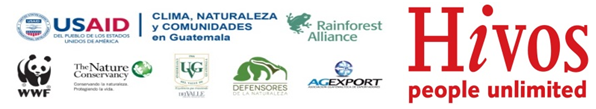 USAID
DEL PUEBLO DE LOS ESTADOS
UNIDOS DE AMÉRICA
CLIMA, NATURALEZA
y COMUNIDADES
en Guatemala
Rainforest
Alliance
Hivos
people unlimited
WWF
The Nature
Conservancy
Conservando la naturaleza.
Protegiendo la vida.
UVG
DEL VALLE
DEFENSORES
DE LA NATURALEZA
AGEXPORT